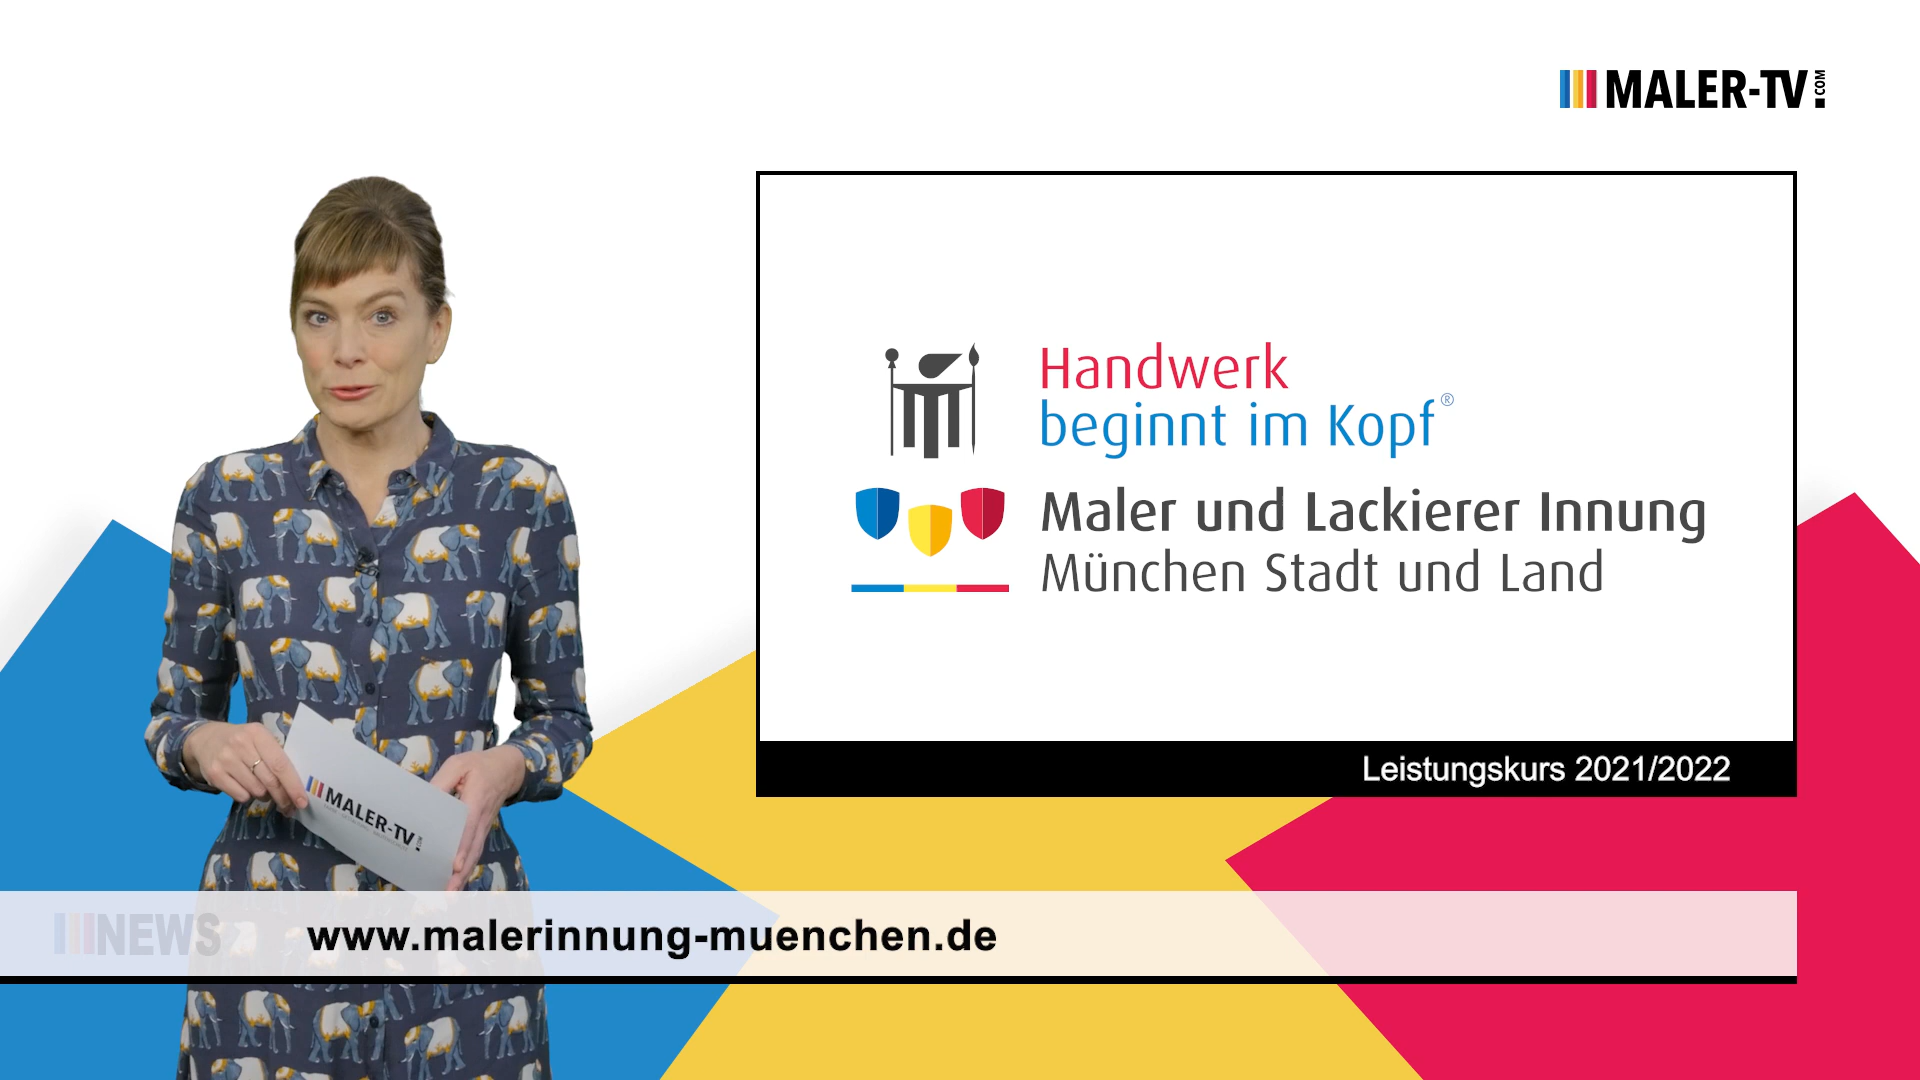 MALER-TV.COM
Handwerk
beginnt im Kopf®
Maler und Lackierer Innung
München Stadt und Land
Leistungskurs 2021/2022
MALER-TV.COM
NEWS
www.malerinnung-muenchen.de